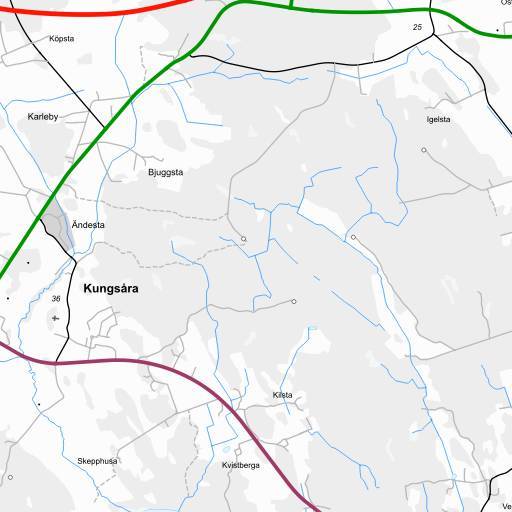 Köpsta
25
Karleby
Igelsta
Bjuggsta
Ändesta
Kungsåra
36
Kilsta
Skepphusa
Kvistberga